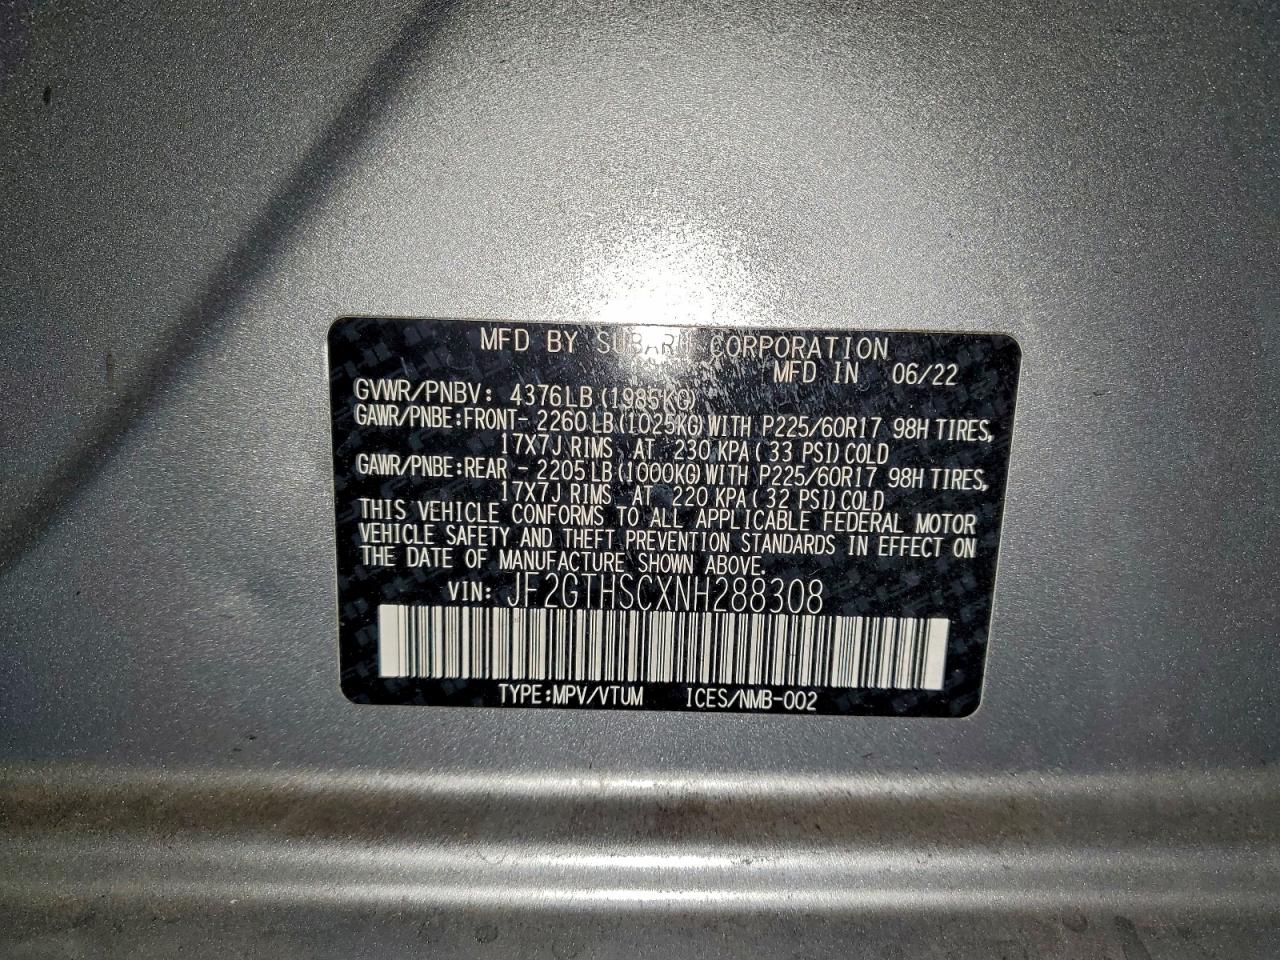 MFD BY SUBARU CORPORATION
MFD IN 06/22
GVWR/PNBV: 4376LB(1985KG)
GAWR/PNBE:FRONT- 2260LB(1025KG)WITH P225/60R17 98H TIRES,
17X7J RIMS AT 230 KPA( 33 PSI)COLD
GAWR/PNBE:REAR - 2205LB(1000KG)WITH P225/60R17 98H TIRES,
17X7J RIMS AT 220 KPA( 32 PSI)COLD
THIS VEHICLE CONFORMS TO ALL APPLICABLE FEDERAL MOTOR
VEHICLE SAFETY AND THEFT PREVENTION STANDARDS IN EFFECT ON
THE DATE OF MANUFACTURE SHOWN ABOVE.
VIN: JF2GTHSCXNH288308
TYPE:MPV/VTUM ICES/NMB-002